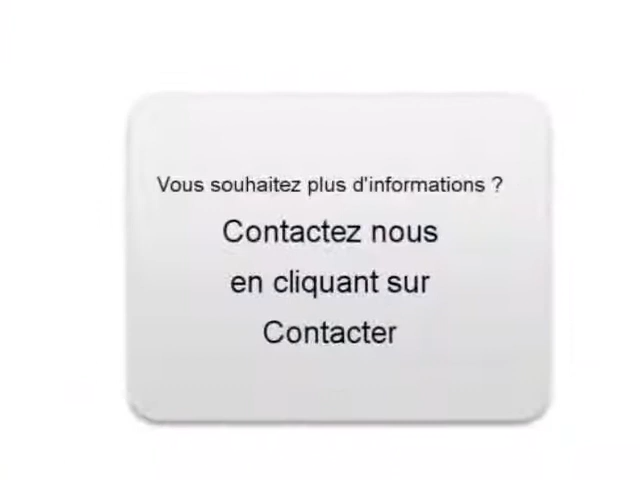 Vous souhaitez plus d'informations ?
Contactez nous
en cliquant sur
Contacter